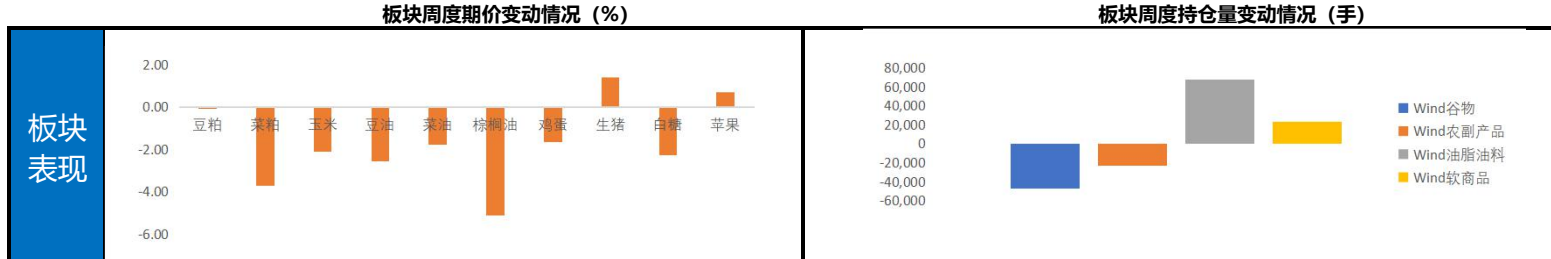 板块周度期价变动情况（%）
板块周度持仓量变动情况（手）
板块
表现
2.00
0.00
-2.00
-4.00
-6.00
豆粕
菜粕
玉米
豆油
菜油
棕榈油
鸡蛋
生猪
白糖
苹果
80,000
60,000
40,000
20,000
0
-20,000
-40,000
-60,000
Wind谷物
Wind农副产品
Wind油脂油料
Wind软商品